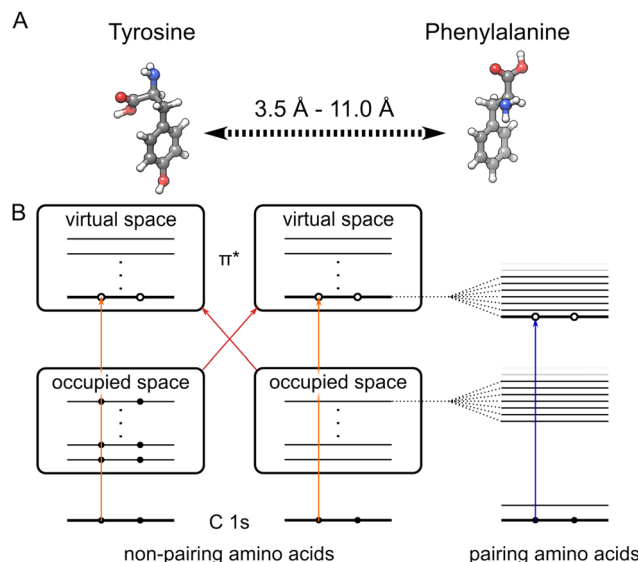 A
Tyrosine
Phenylalanine
3.5 Å - 11.0 Å
B
virtual space
π*
virtual space
occupied space
occupied space
C 1s
non-pairing amino acids
pairing amino acids